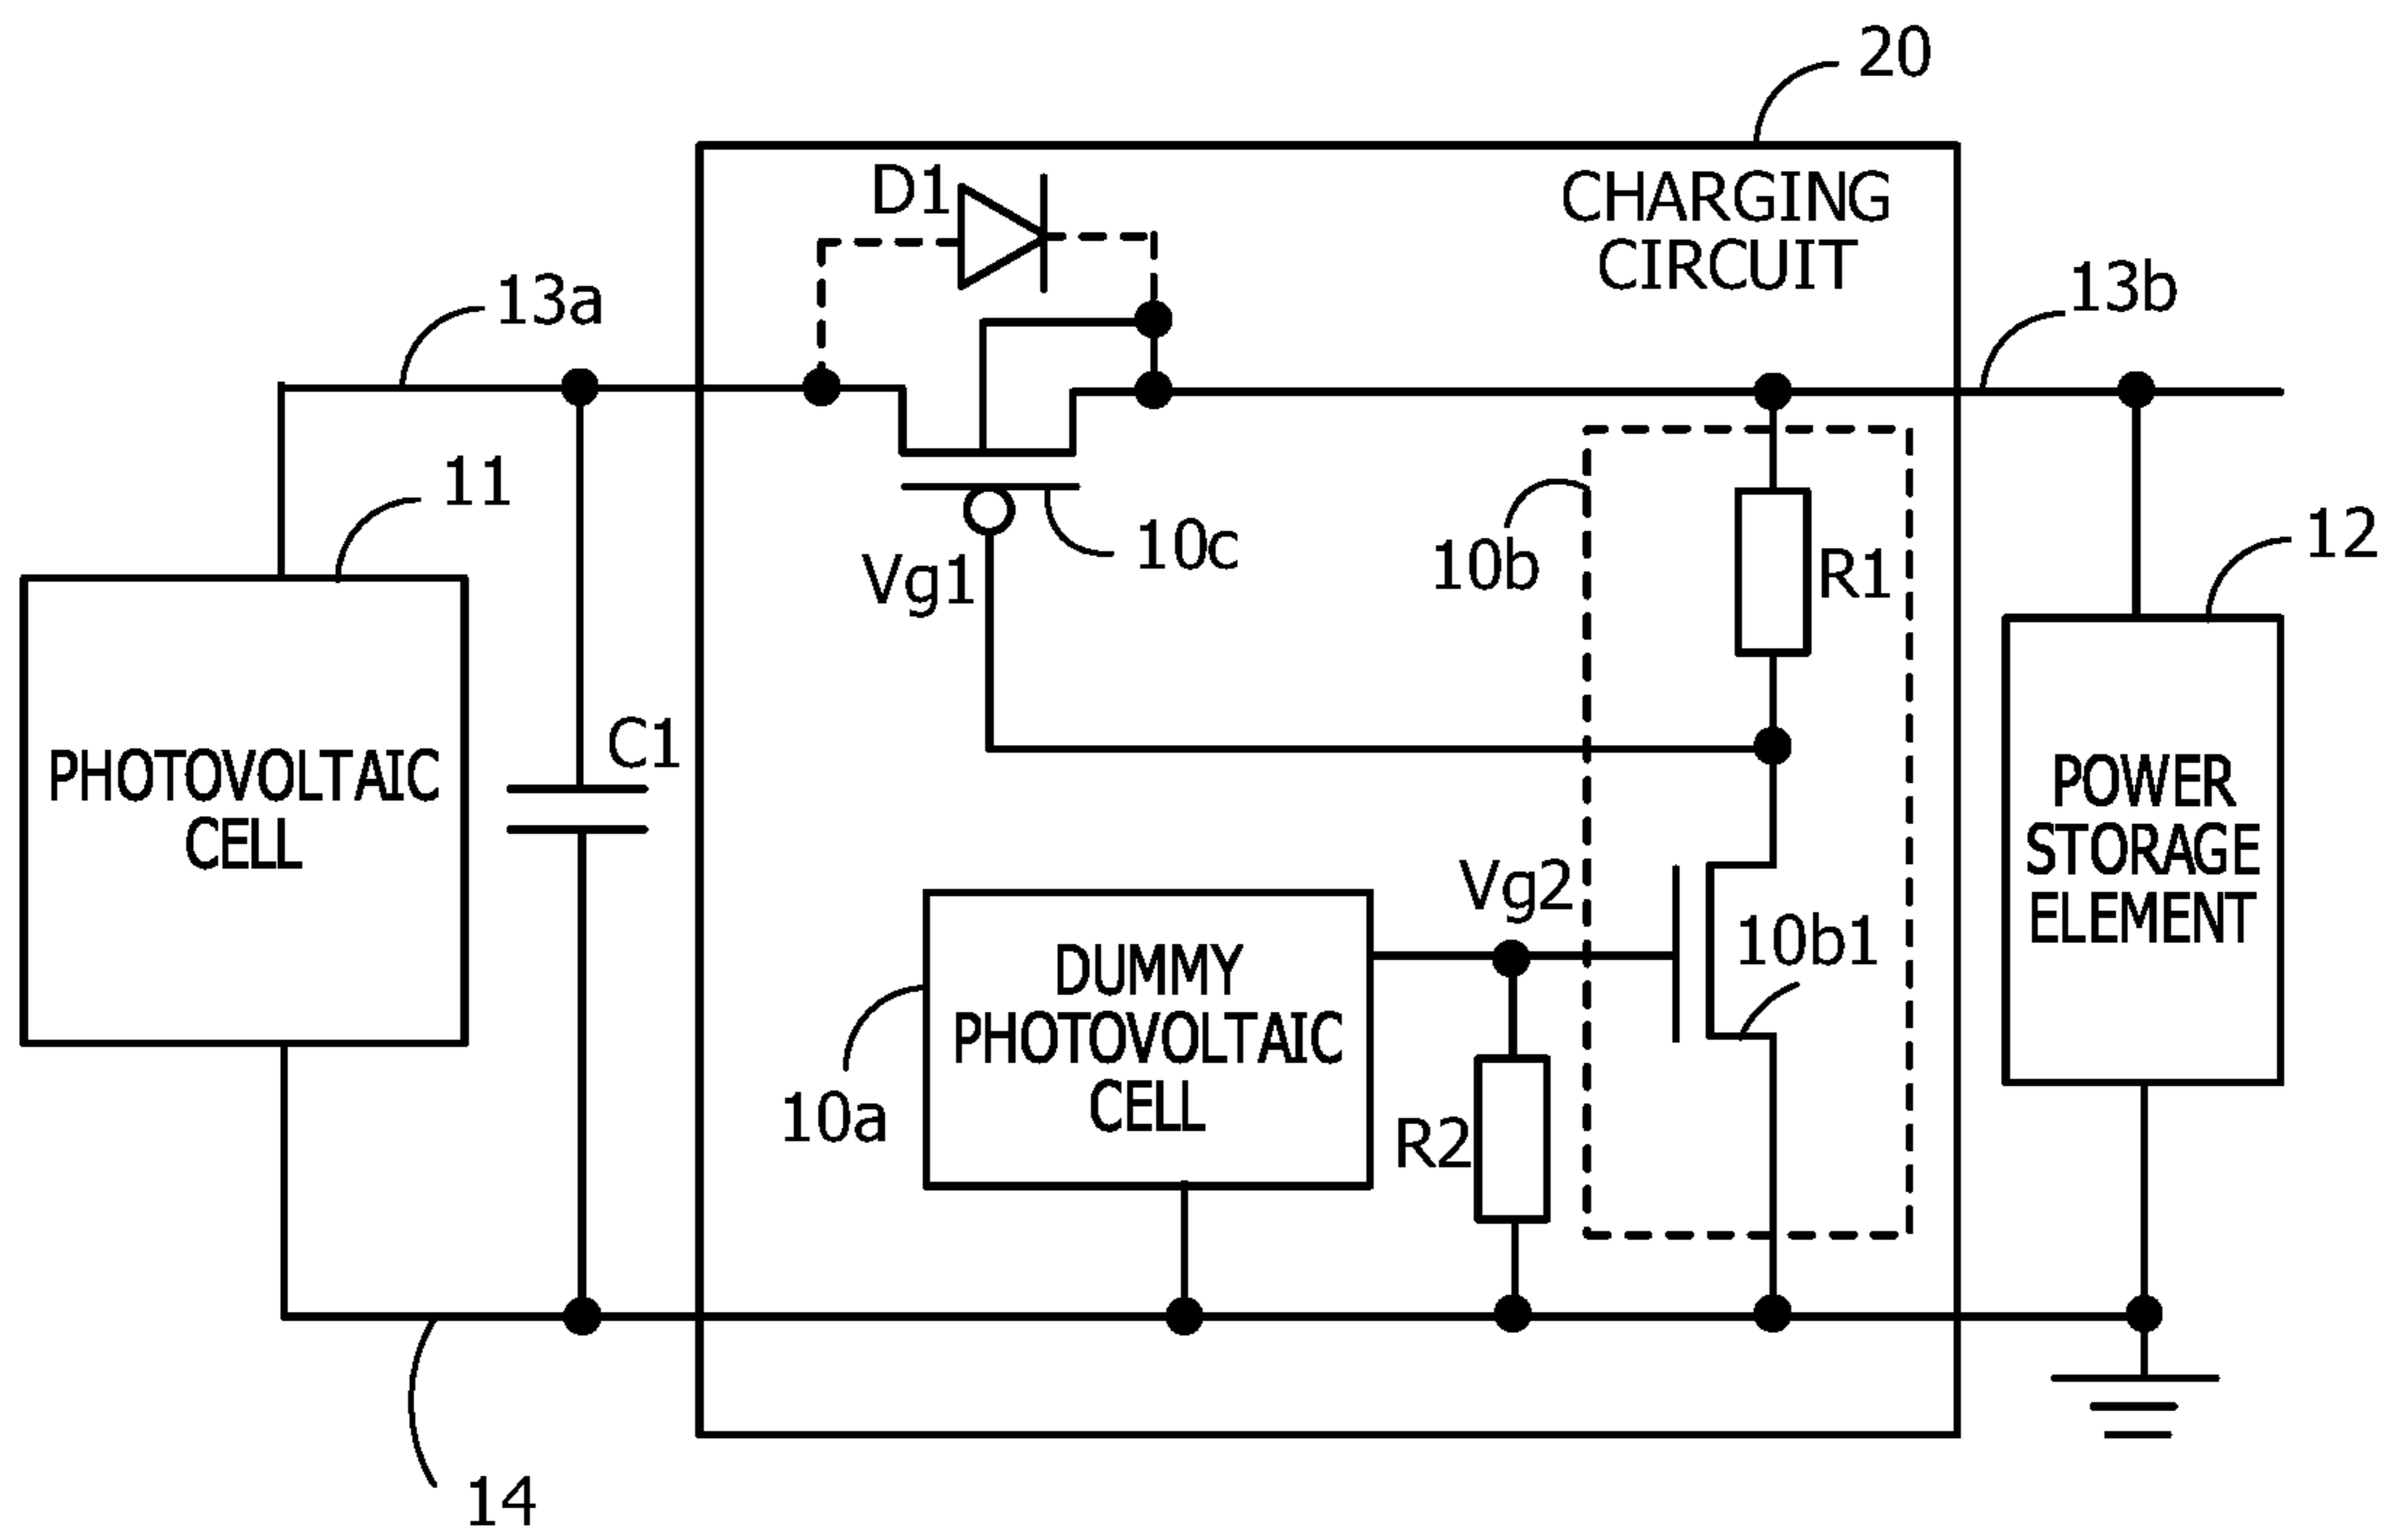 20
D1
CHARGING
CIRCUIT
13a
13b
11
10c
10b
12
Vg1
R1
C1
PHOTOVOLTAIC
CELL
POWER
STORAGE
ELEMENT
Vg2
10b1
DUMMY
PHOTOVOLTAIC
CELL
10a
R2
14